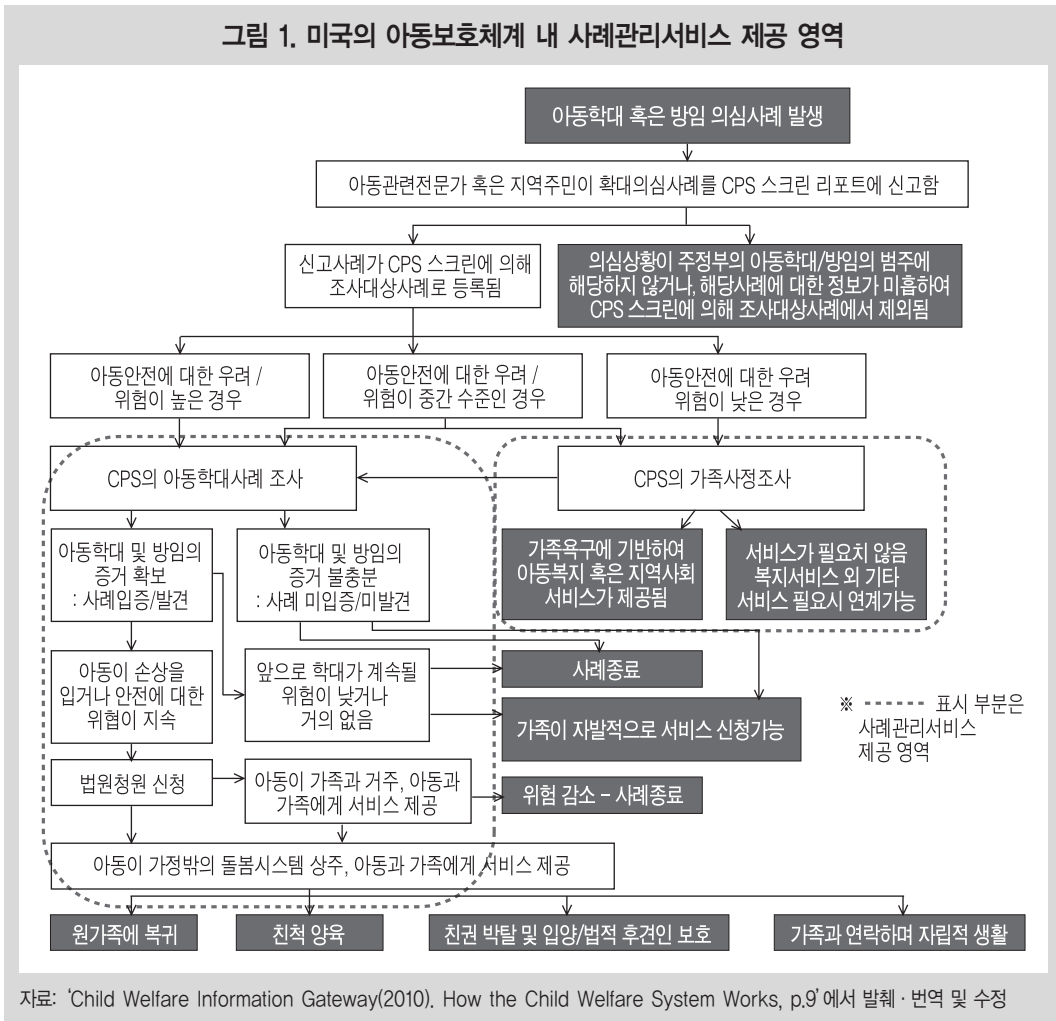 그림 1. 미국의 아동보호체계 내 사례관리서비스 제공 영역
아동학대 혹은 방임 의심사례 발생
아동관련전문가 혹은 지역주민이 확대의심사례를 CPS 스크린 리포트에 신고함
신고사례가 CPS 스크린에 의해
조사대상사례로 등록됨
의심상황이 주정부의 아동학대/방임의 범주에
해당하지 않거나, 해당사례에 대한 정보가 미흡하여
CPS 스크린에 의해 조사대상사례에서 제외됨
아동안전에 대한 우려 /
위험이 높은 경우
아동안전에 대한 우려 /
위험이 중간 수준인 경우
아동안전에 대한 우려
위험이 낮은 경우
CPS의 아동학대사례 조사
CPS의 가족사정조사
아동학대 및 방임의
증거 확보
: 사례입증/발견
아동학대 및 방임의
증거 불충분
: 사례 미입증/미발견
가족욕구에 기반하여
아동복지 혹은 지역사회
서비스가 제공됨
서비스가 필요치 않음
복지서비스 외 기타
서비스 필요시 연계가능
아동이 손상을
입거나 안전에 대한
위협이 지속
앞으로 학대가 계속될
위험이 낮거나
거의 없음
사례종료
가족이 자발적으로 서비스 신청가능
※ 표시 부분은
사례관리서비스
제공 영역
법원청원 신청
아동이 가족과 거주, 아동과
가족에게 서비스 제공
위험 감소 - 사례종료
아동이 가정밖의 돌봄시스템 상주, 아동과 가족에게 서비스 제공
원가족에 복귀
친척 양육
친권 박탈 및 입양/법적 후견인 보호
가족과 연락하며 자립적 생활
자료: ‘Child Welfare Information Gateway(2010). How the Child Welfare System Works, p.9’에서 발췌 · 번역 및 수정